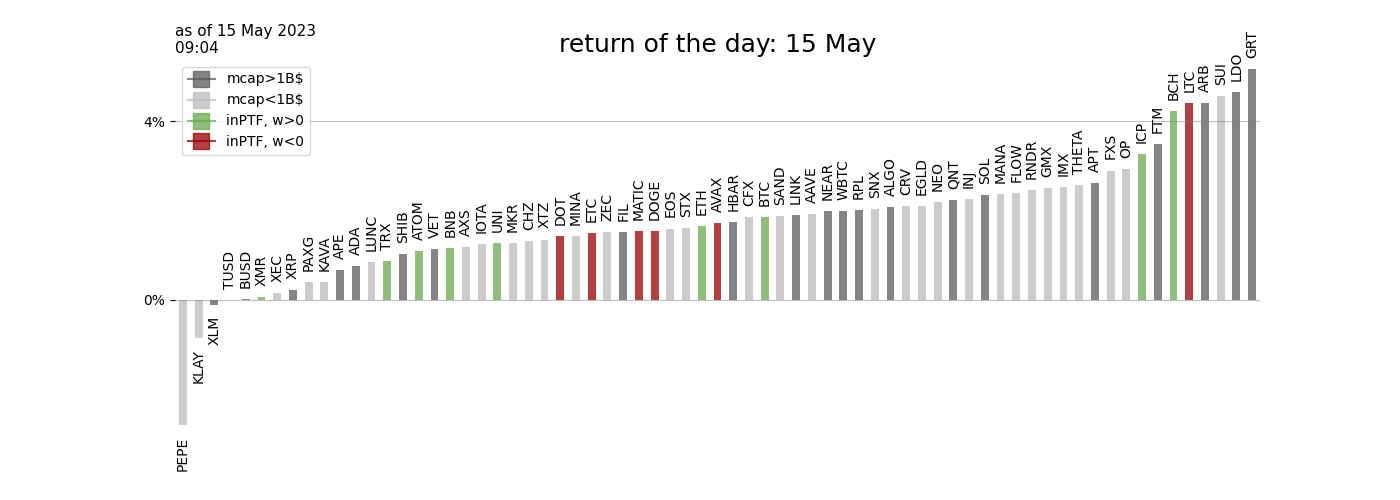 as of 15 May 2023
09:04
return of the day: 15 May
mcap>1B$
mcap<1B$
inPTF, w>0
inPTF, w<0
4%
0%
PEPE
KLAY
XLM
TUSD
BUSD
XMR
XEC
XRP
PAXG
KAVA
APE
ADA
LUNC
TRX
SHIB
ATOM
VET
BNB
AXS
IOTA
UNI
MKR
CHZ
XTZ
DOT
MINA
ETC
ZEC
FIL
MATIC
DOGE
EOS
STX
ETH
AVAX
HBAR
CFX
BTC
SAND
LINK
AAVE
NEAR
WBTC
RPL
SNX
ALGO
CRV
EGLD
NEO
QNT
INJ
SOL
MANA
FLOW
RNDR
GMX
IMX
THETA
APT
FXS
OP
ICP
FTM
BCH
LTC
ARB
SUI
LDO
GRT